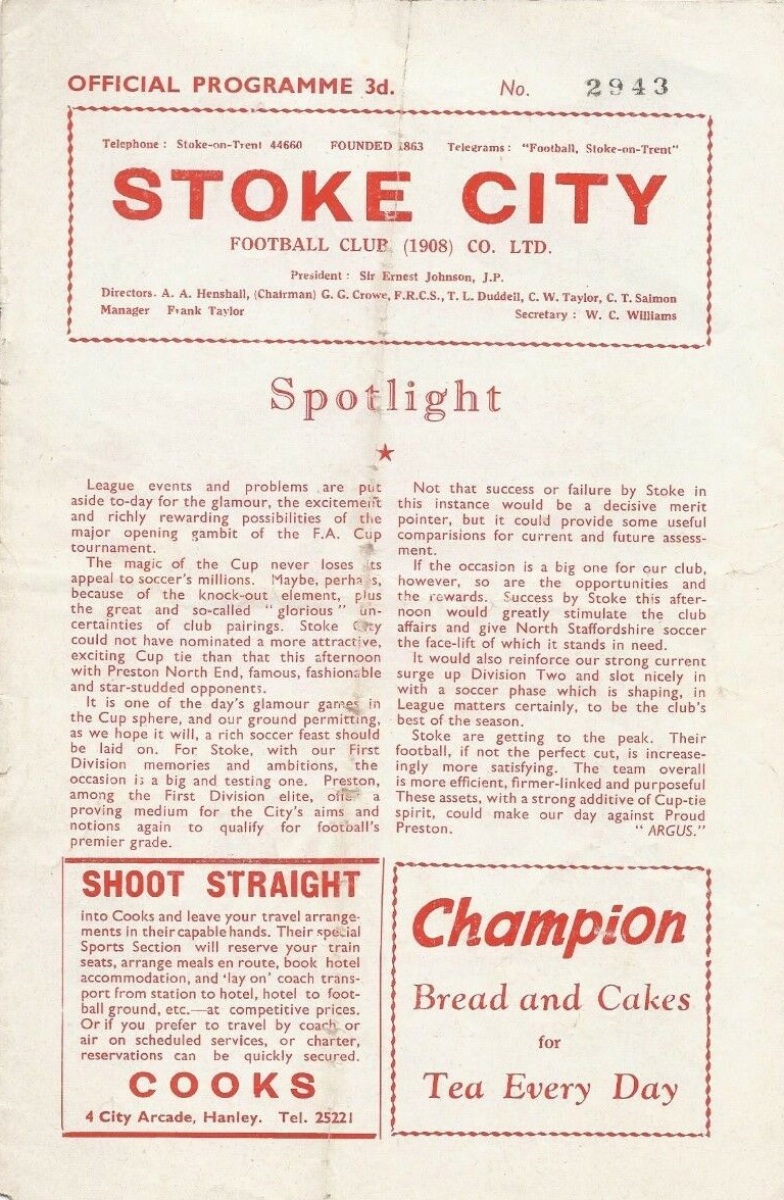 OFFICIAL PROGRAMME 3d.
No. 2943
Telephone : Stoke-on-Trent 44660 FOUNDED 1863 Telegrams : "Football, Stoke-on-Trent"
STOKE CITY
FOOTBALL CLUB (1908) CO. LTD.
President : Sir Ernest Johnson, J.P.
Directors. A. A. Henshall, (Chairman) G. G. Crowe, F.R.C.S., T. L. Duddell, C. W. Taylor, C. T. Salmon
Manager Frank Taylor Secretary : W. C. Williams
Spotlight
League events and problems are put
aside to-day for the glamour, the excitement
and richly rewarding possibilities of the
major opening gambit of the F.A. Cup
tournament.
The magic of the Cup never loses its
appeal to soccer's millions. Maybe, perhaps,
because of the knock-out element, plus
the great and so-called "glorious" un-
certainties of club pairings. Stoke City
could not have nominated a more attractive,
exciting Cup tie than that this afternoon
with Preston North End, famous, fashionable
and star-studded opponents.
It is one of the day's glamour games in
the Cup sphere, and our ground permitting,
as we hope it will, a rich soccer feast should
be laid on. For Stoke, with our First
Division memories and ambitions, the
occasion is a big and testing one. Preston,
among the First Division elite, offer a
proving medium for the City's aims and
notions again to qualify for football's
premier grade.
Not that success or failure by Stoke in
this instance would be a decisive merit
pointer, but it could provide some useful
comparisions for current and future assess-
ment.
If the occasion is a big one for our club,
however, so are the opportunities and
the rewards. Success by Stoke this after-
noon would greatly stimulate the club
affairs and give North Staffordshire soccer
the face-lift of which it stands in need.
It would also reinforce our strong current
surge up Division Two and slot nicely in
with a soccer phase which is shaping, in
League matters certainly, to be the club's
best of the season.
Stoke are getting to the peak. Their
football, if not the perfect cut, is increase-
ingly more satisfying. The team overall
is more efficient, firmer-linked and purposeful
These assets, with a strong additive of Cup-tie
spirit, could make our day against Proud
Preston. "ARGUS."
SHOOT STRAIGHT
into Cooks and leave your travel arrange-
ments in their capable hands. Their special
Sports Section will reserve your train
seats, arrange meals en route, book hotel
accommodation, and 'lay on' coach trans-
port from station to hotel, hotel to foot-
ball ground, etc.—at competitive prices.
Or if you prefer to travel by coach or
air on scheduled services, or charter,
reservations can be quickly secured.
COOKS
4 City Arcade, Hanley. Tel. 25221
Champion
Bread and Cakes
for
Tea Every Day